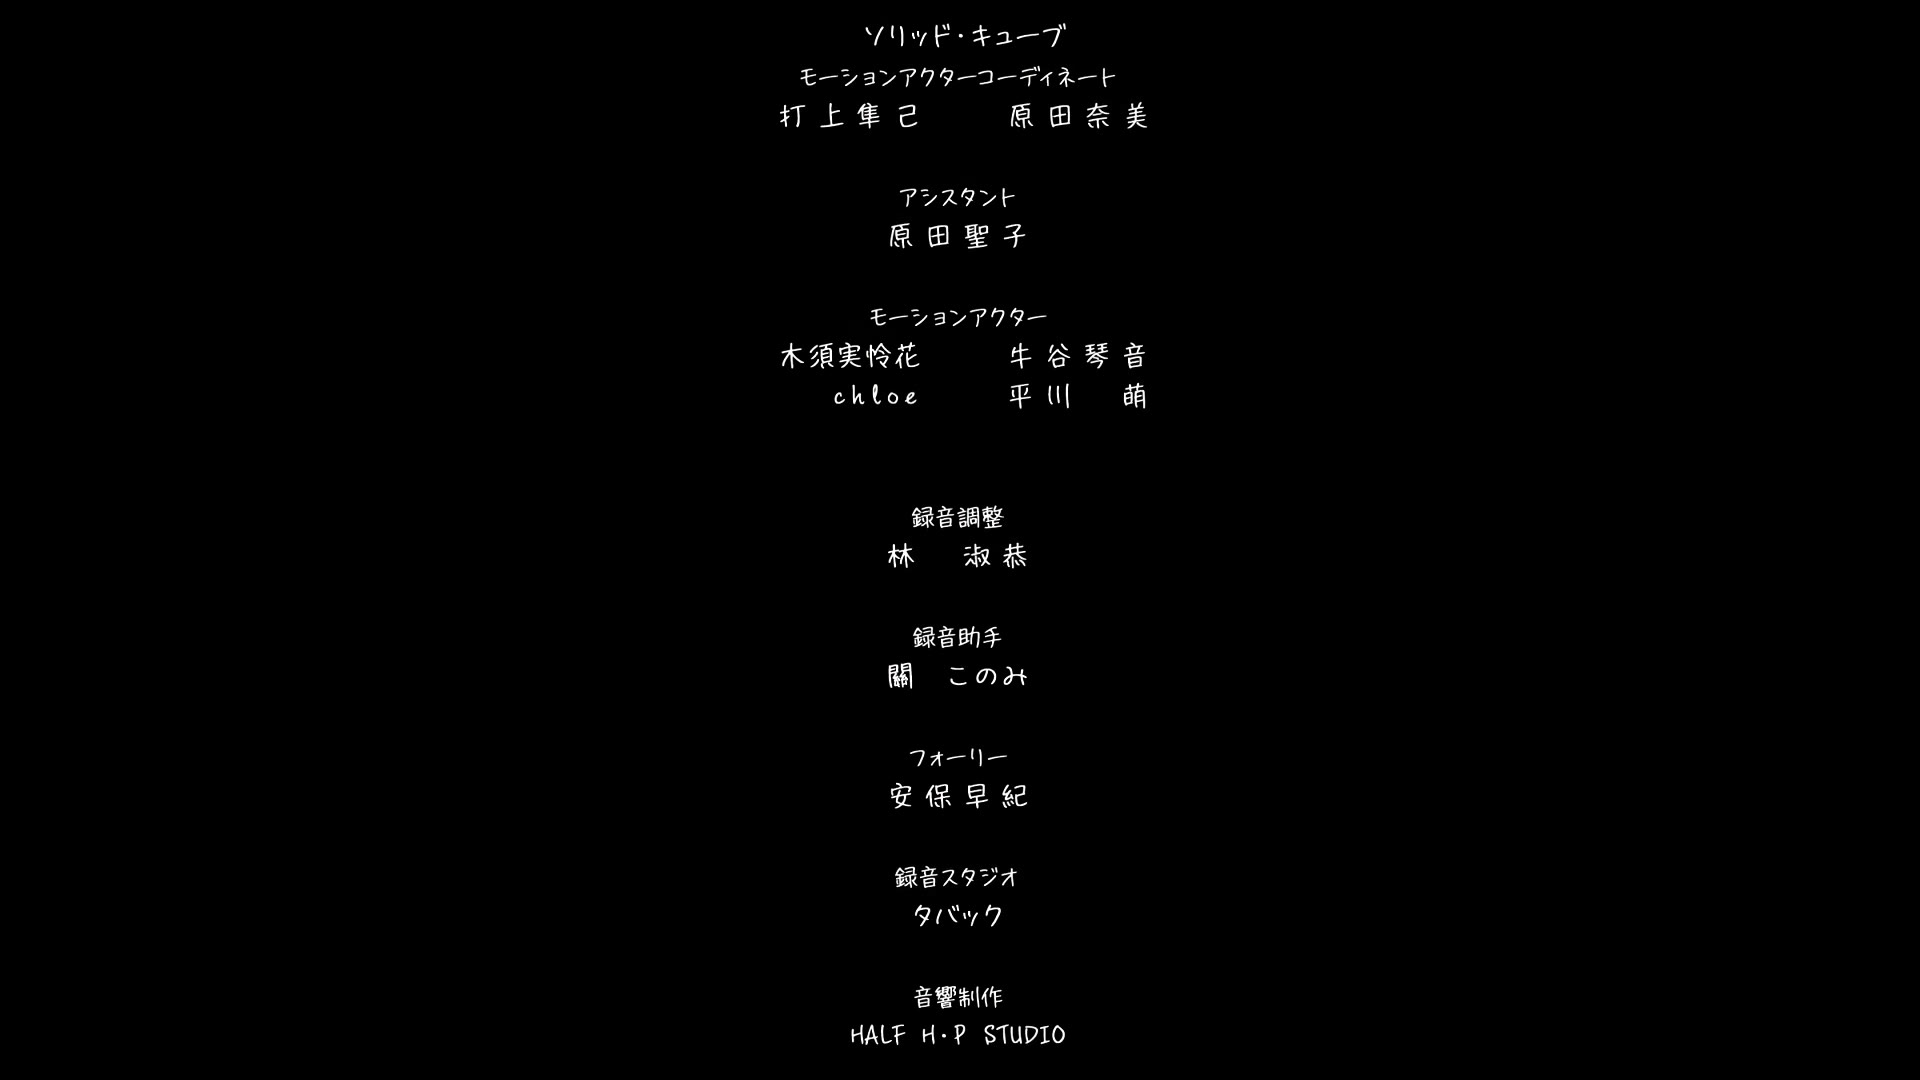 ソリッド・キューブ
モーションアクターコーディネート
打上隼己 原田奈美
アシスタント
原田聖子
モーションアクター
木須実怜花 牛谷琴音
chloe 平川 萌
録音調整
林 淑恭
録音助手
關 このみ
フォーリー
安保早紀
録音スタジオ
タバック
音響制作
HALF H・P STUDIO